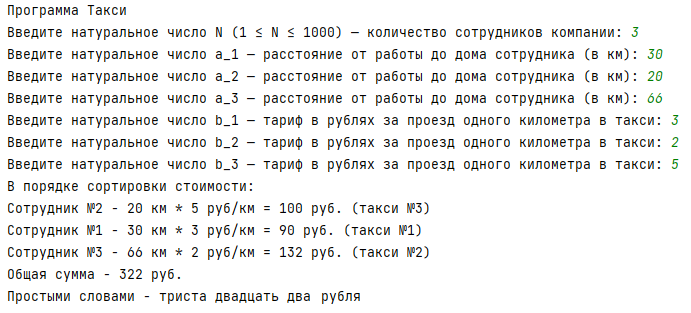 Программа Такси
Введите натуральное число N (1 ≤ N ≤ 1000) — количество сотрудников компании: 3
Введите натуральное число a_1 — расстояние от работы до дома сотрудника (в км): 30
Введите натуральное число a_2 — расстояние от работы до дома сотрудника (в км): 20
Введите натуральное число a_3 — расстояние от работы до дома сотрудника (в км): 66
Введите натуральное число b_1 — тариф в рублях за проезд одного километра в такси: 3
Введите натуральное число b_2 — тариф в рублях за проезд одного километра в такси: 2
Введите натуральное число b_3 — тариф в рублях за проезд одного километра в такси: 5
В порядке сортировки стоимости:
Сотрудник №2 - 20 км * 5 руб/км = 100 руб. (такси №3)
Сотрудник №1 - 30 км * 3 руб/км = 90 руб. (такси №1)
Сотрудник №3 - 66 км * 2 руб/км = 132 руб. (такси №2)
Общая сумма - 322 руб.
Простыми словами - триста двадцать два рубля